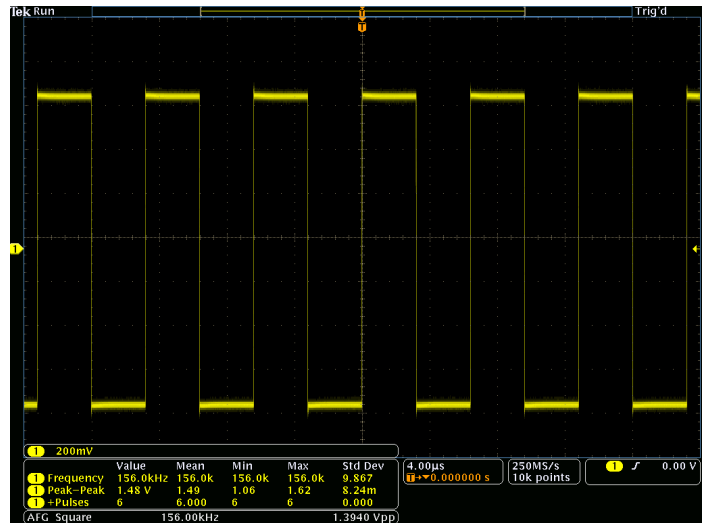 Tek Run Trig'd
T
T
1
1 200mV
Value Mean Min Max Std Dev
1 Frequency 156.0kHz 156.0k 156.0k 156.0k 9.867
1 Peak-Peak 1.48 V 1.49 1.06 1.62 8.24m
1 +Pulses 6 6.000 6 6 0.000
4.00µs
T→▼0.000000 s
250MS/s
10k points
1 0.00 V
AFG Square 156.00kHz 1.3940 Vpp